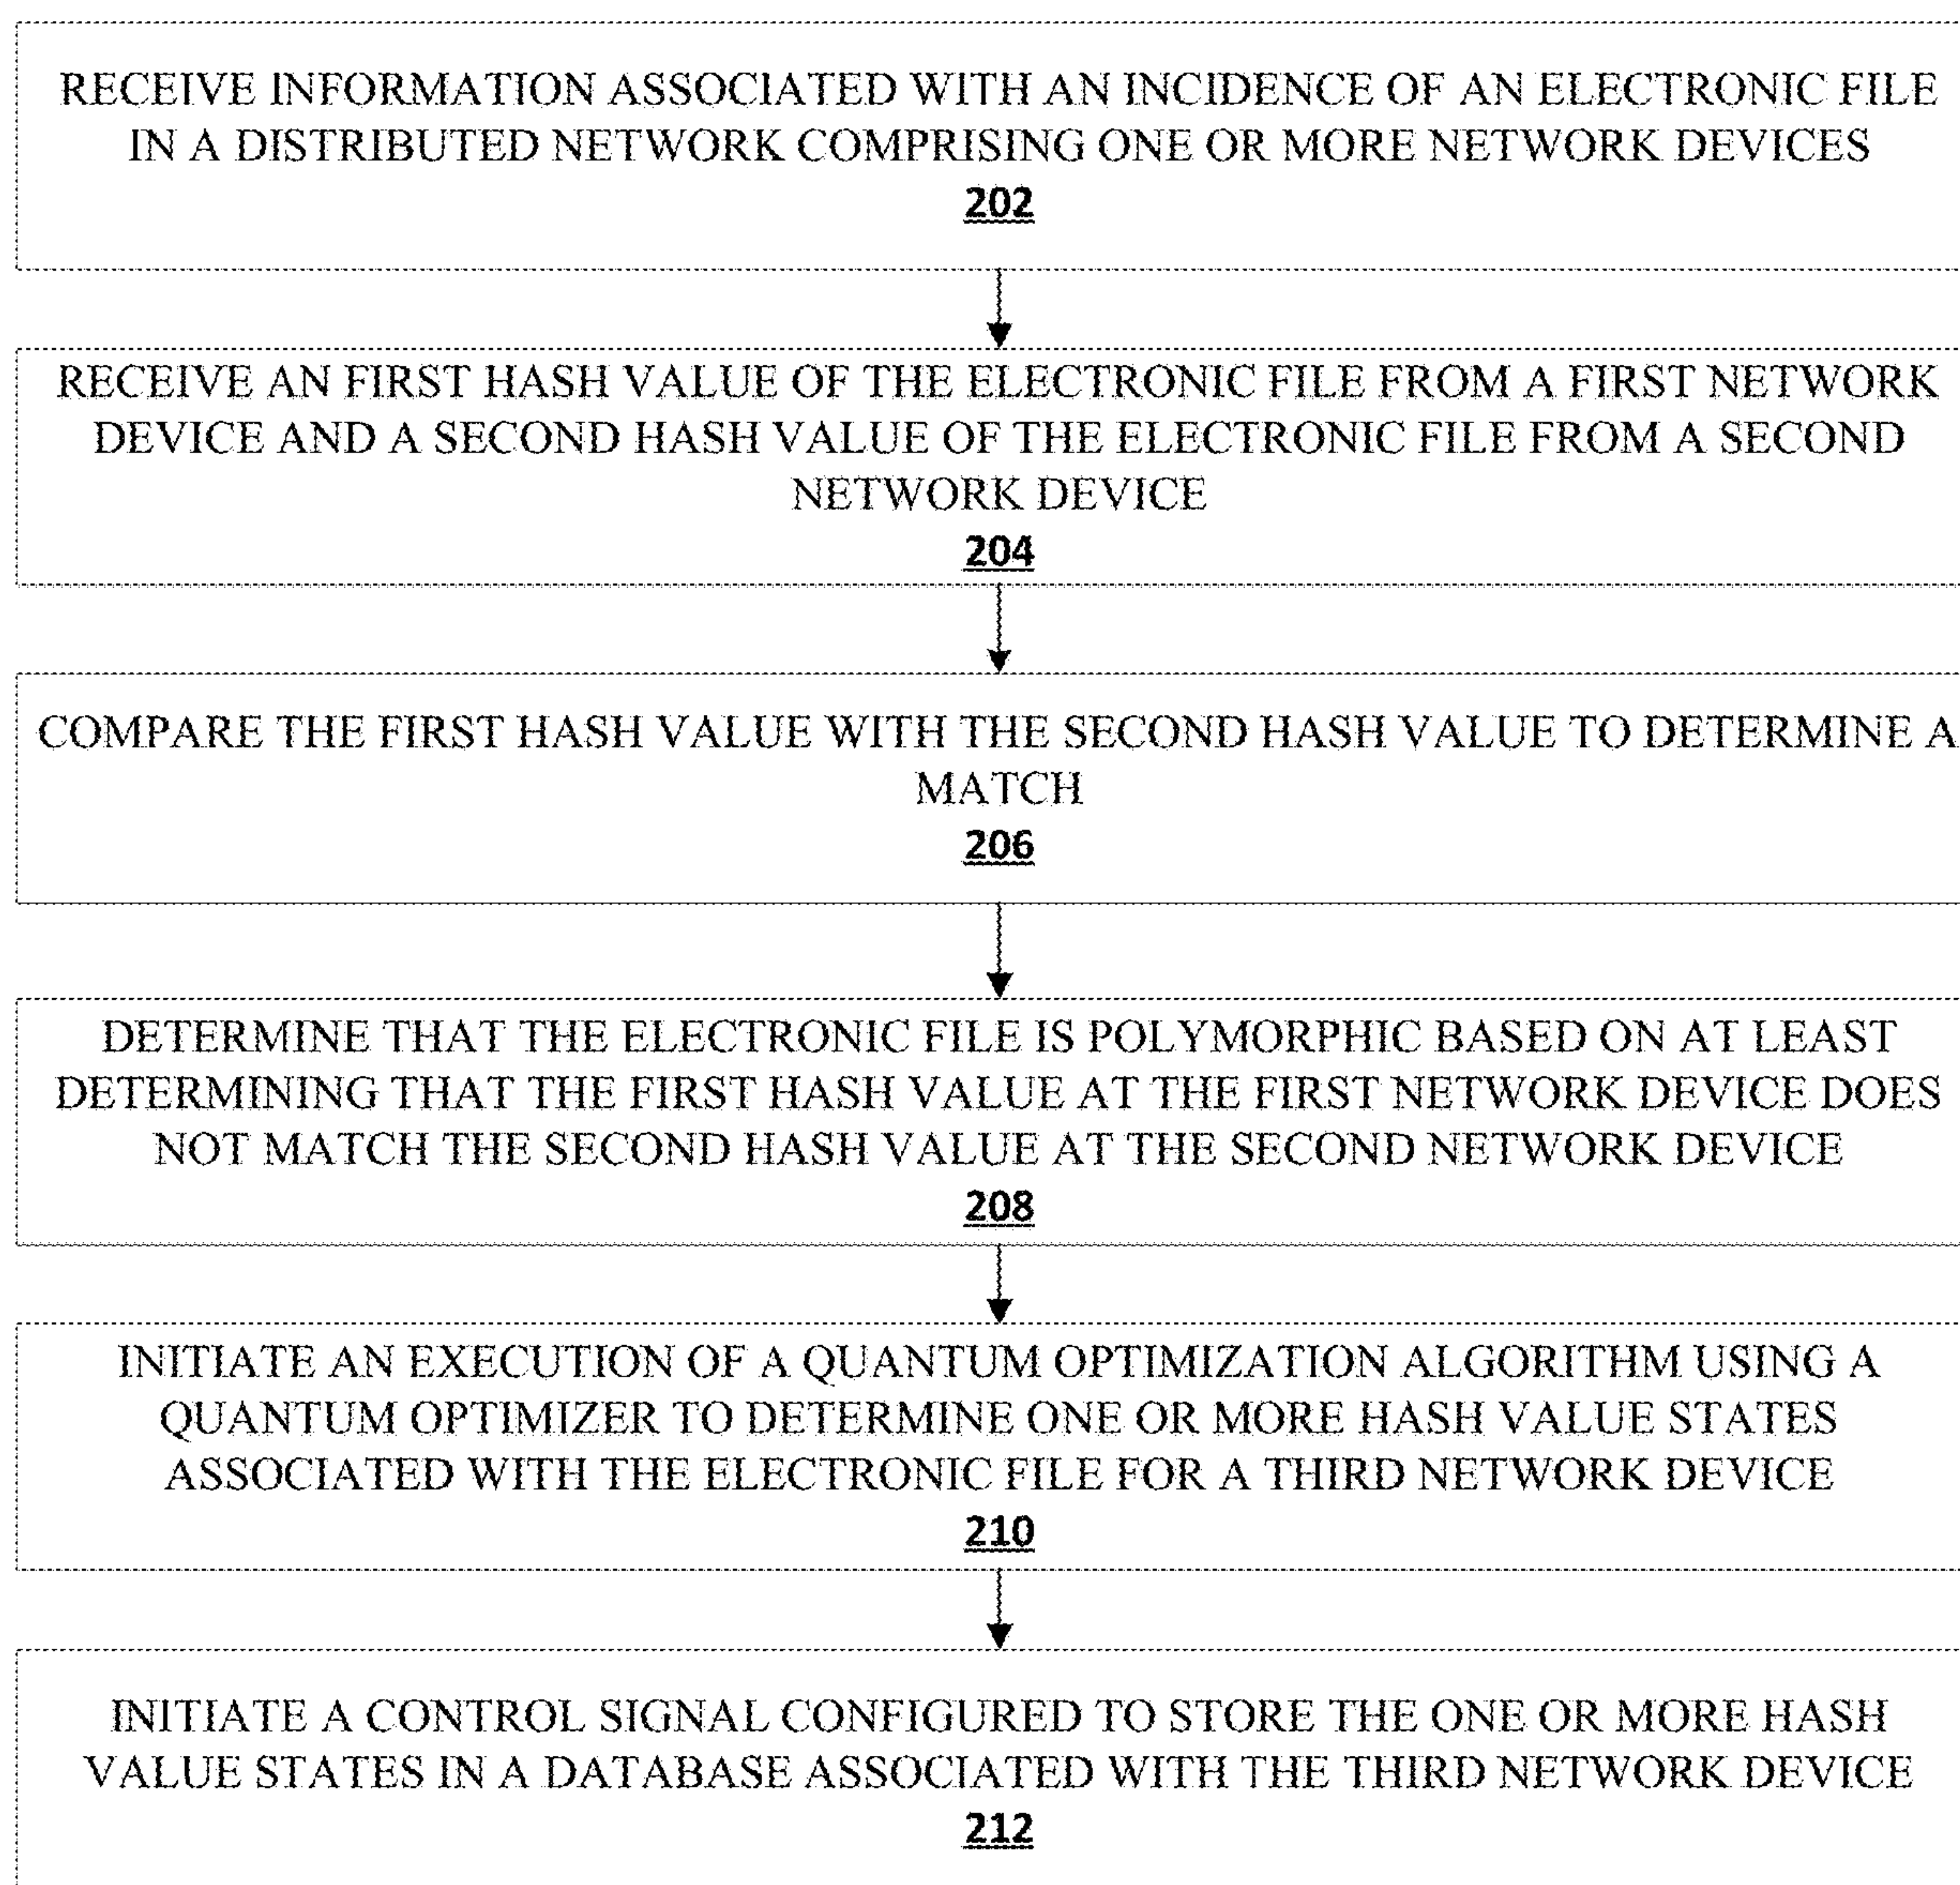 RECEIVE INFORMATION ASSOCIATED WITH AN INCIDENCE OF AN ELECTRONIC FILE
IN A DISTRIBUTED NETWORK COMPRISING ONE OR MORE NETWORK DEVICES
202
RECEIVE AN FIRST HASH VALUE OF THE ELECTRONIC FILE FROM A FIRST NETWORK
DEVICE AND A SECOND HASH VALUE OF THE ELECTRONIC FILE FROM A SECOND
NETWORK DEVICE
204
COMPARE THE FIRST HASH VALUE WITH THE SECOND HASH VALUE TO DETERMINE A
MATCH
206
DETERMINE THAT THE ELECTRONIC FILE IS POLYMORPHIC BASED ON AT LEAST
DETERMINING THAT THE FIRST HASH VALUE AT THE FIRST NETWORK DEVICE DOES
NOT MATCH THE SECOND HASH VALUE AT THE SECOND NETWORK DEVICE
208
INITIATE AN EXECUTION OF A QUANTUM OPTIMIZATION ALGORITHM USING A
QUANTUM OPTIMIZER TO DETERMINE ONE OR MORE HASH VALUE STATES
ASSOCIATED WITH THE ELECTRONIC FILE FOR A THIRD NETWORK DEVICE
210
INITIATE A CONTROL SIGNAL CONFIGURED TO STORE THE ONE OR MORE HASH
VALUE STATES IN A DATABASE ASSOCIATED WITH THE THIRD NETWORK DEVICE
212